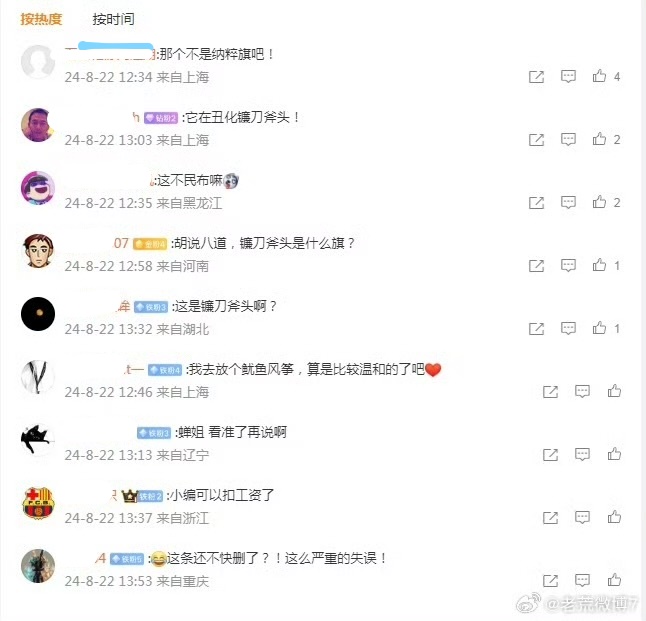 按热度 按时间
:那个不是纳粹旗吧！
24-8-22 12:34 来自上海
4
钻粉2 :它在丑化镰刀斧头！
24-8-22 13:03 来自上海
2
:这不民布嘛
24-8-22 12:35 来自黑龙江
2
07 金粉4 :胡说八道，镰刀斧头是什么旗？
24-8-22 12:58 来自河南
1
铁粉3 :这是镰刀斧头啊？
24-8-22 13:32 来自湖北
1
铁粉4 :我去放个鱿鱼风筝，算是比较温和的了吧
24-8-22 12:46 来自上海
铁粉3 :蝉姐 看准了再说啊
24-8-22 13:13 来自辽宁
铁粉2 :小编可以扣工资了
24-8-22 13:37 来自浙江
铁粉5 :这条还不快删了？！这么严重的失误！
24-8-22 13:53 来自重庆
@老荒微博7